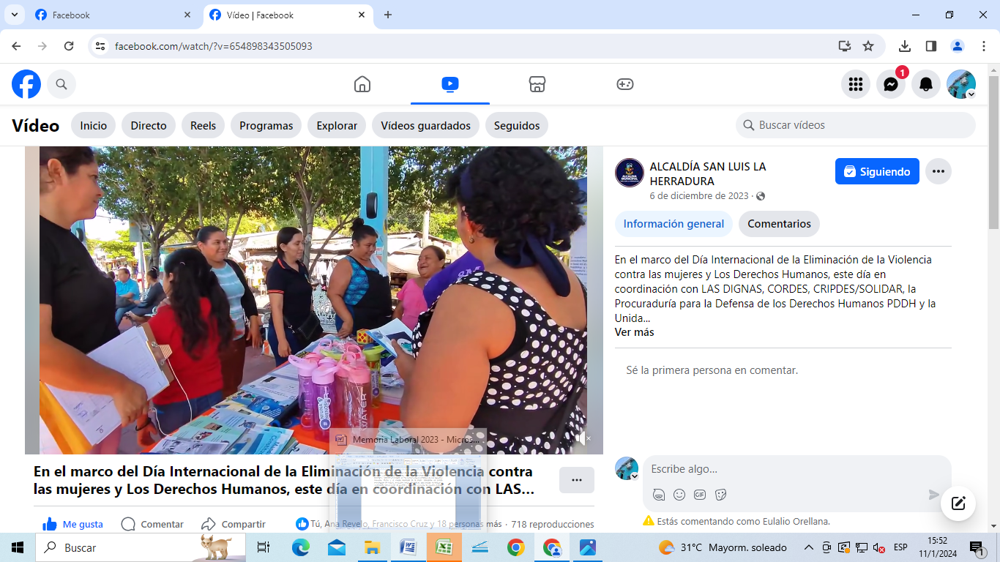 Facebook
Vídeo | Facebook
facebook.com/watch/?v=654898343505093
1
Vídeo
Inicio
Directo
Reels
Programas
Explorar
Vídeos guardados
Seguidos
Buscar vídeos
ALCALDÍA SAN LUIS LA
HERRADURA
6 de diciembre de 2023 ·
Siguiendo
Información general
Comentarios
En el marco del Día Internacional de la Eliminación de la Violencia
contra las mujeres y Los Derechos Humanos, este día en
coordinación con LAS DIGNAS, CORDES, CRIPDES/SOLIDAR, la
Procuraduría para la Defensa de los Derechos Humanos PDDH y la
Unida...
Ver más
Sé la primera persona en comentar.
Memoria Laboral 2023 - Micros...
En el marco del Día Internacional de la Eliminación de la Violencia contra
las mujeres y Los Derechos Humanos, este día en coordinación con LAS...
Me gusta
Comentar
Compartir
Tú, Ana Revelo, Francisco Cruz y 18 personas más · 718 reproducciones
Escribe algo...
GIF
Estás comentando como Eulalio Orellana.
Buscar
31°C Mayorm. soleado
ESP
15:52
11/1/2024
1